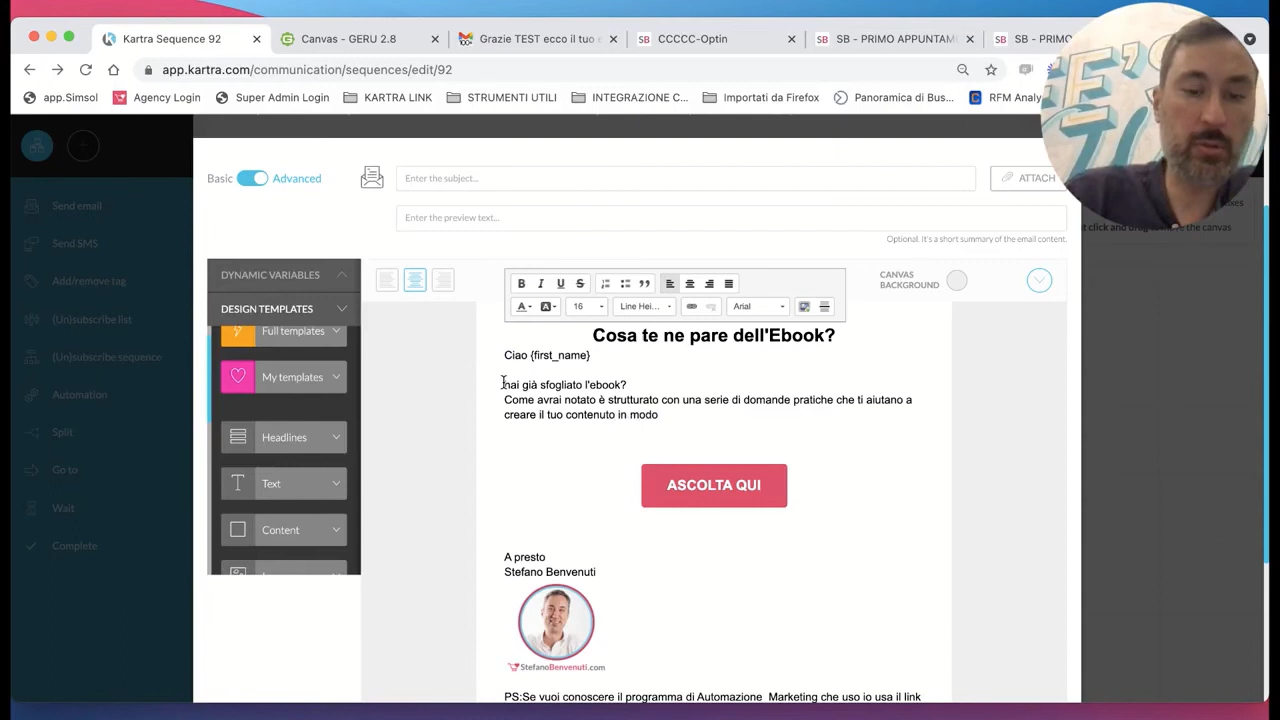 Kartra Sequence 92
Canvas - GERU 2.8
Grazie TEST ecco il tuo e
CCCCC-Optin
SB - PRIMO APPUNTAM
SB - PRIMO
app.kartra.com/communication/sequences/edit/92
app.Simsol
Agency Login
Super Admin Login
KARTRA LINK
STRUMENTI UTILI
INTEGRAZIONE C...
Importati da Firefox
Panoramica di Bus...
RFM Analy
Send email
Send SMS
Add/remove tag
(Un)subscribe list
(Un)subscribe sequence
Automation
Split
Go to
Wait
Complete
Basic
Advanced
Enter the subject...
ATTACH
Enter the preview text...
Optional. It's a short summary of the email content.
click and drag
the canvas
DYNAMIC VARIABLES
DESIGN TEMPLATES
Full templates
My templates
Headlines
Text
Content
B I U S
A A 16 Line Hei... Arial
CANVAS
BACKGROUND
Cosa te ne pare dell'Ebook?
Ciao {first_name}
hai già sfogliato l'ebook?
Come avrai notato è strutturato con una serie di domande pratiche che ti aiutano a
creare il tuo contenuto in modo
ASCOLTA QUI
A presto
Stefano Benvenuti
StefanoBenvenuti.com
PS:Se vuoi conoscere il programma di Automazione Marketing che uso io usa il link